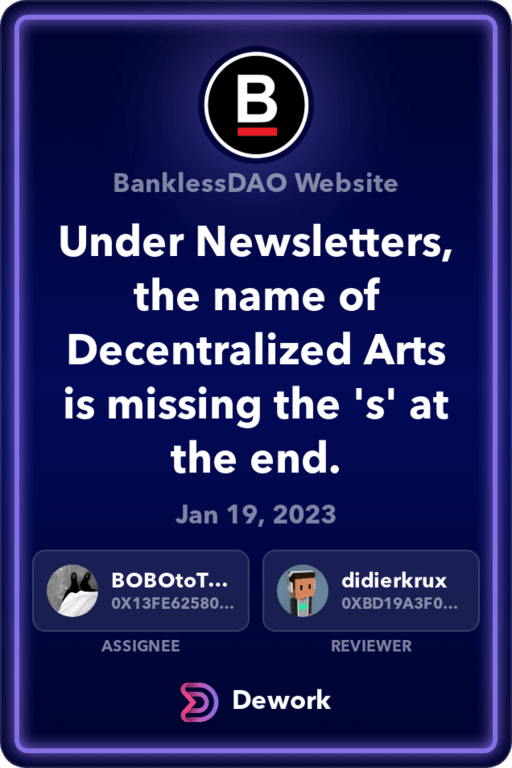 B
BanklessDAO Website
Under Newsletters,
the name of
Decentralized Arts
is missing the 's' at
the end.
Jan 19, 2023
BOBOtoT...
0X13FE62580...
ASSIGNEE
didierkrux
0XBD19A3F0...
REVIEWER
Dework